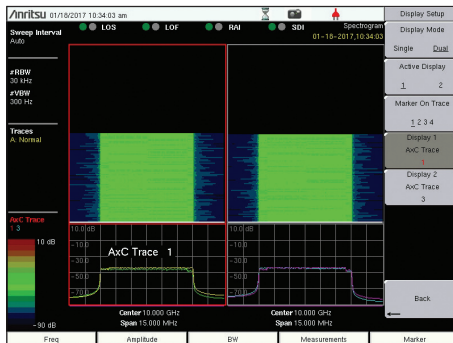 Anritsu 01/18/2017 10:34:03 am
Sweep Interval
Auto
#RBW
30 kHz
#VBW
300 Hz
Traces
A: Normal
AxC Trace
1 3
10 dB
-90 dB
LOS
LOF
RAI
SDI
Spectrogram
01-18-2017,10:34:03
10.0 dB
-10.0
-30.0
-50.0
-70.0
AxC Trace 1
10.0 dB
-10.0
-30.0
-50.0
-70.0
Center 10.000 GHz
Span 15.000 MHz
Center 10.000 GHz
Span 15.000 MHz
Display Setup
Display Mode
Single Dual
Active Display
1 2
Marker On Trace
1 2 3 4
Display 1
AxC Trace
1
Display 2
AxC Trace
3
Back
Freq
Amplitude
BW
Measurements
Marker